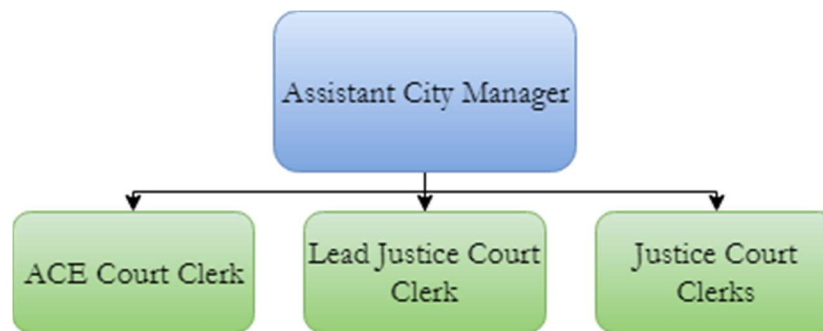 Assistant City Manager
ACE Court Clerk
Lead Justice Court
Clerk
Justice Court
Clerks